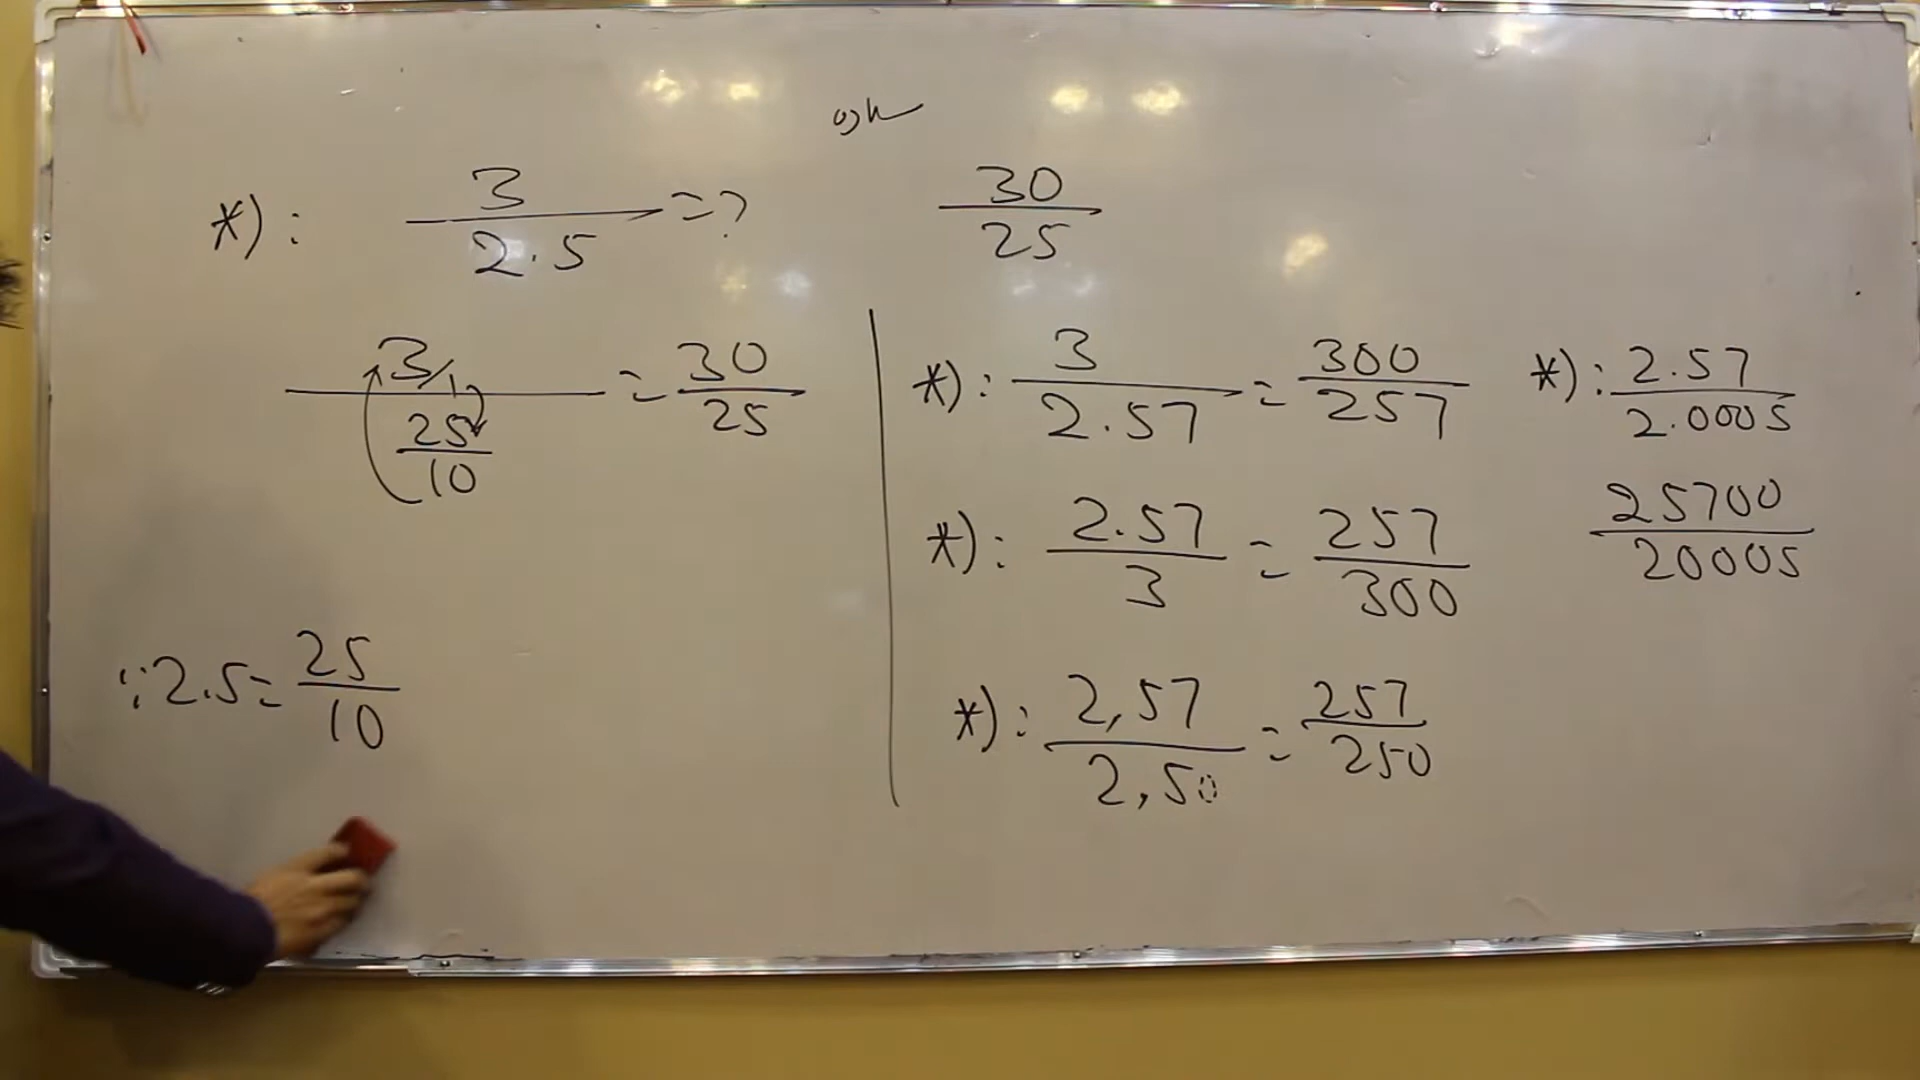 *): 3/2.5 = ? 30/25
3/1 / 25/10 = 30/25
∵ 2.5 = 25/10
*): 3/2.57 = 300/257
*): 2.57/3 = 257/300
*): 2,57/2,50 = 257/250
*): 2.57/2.0005
25700/20005